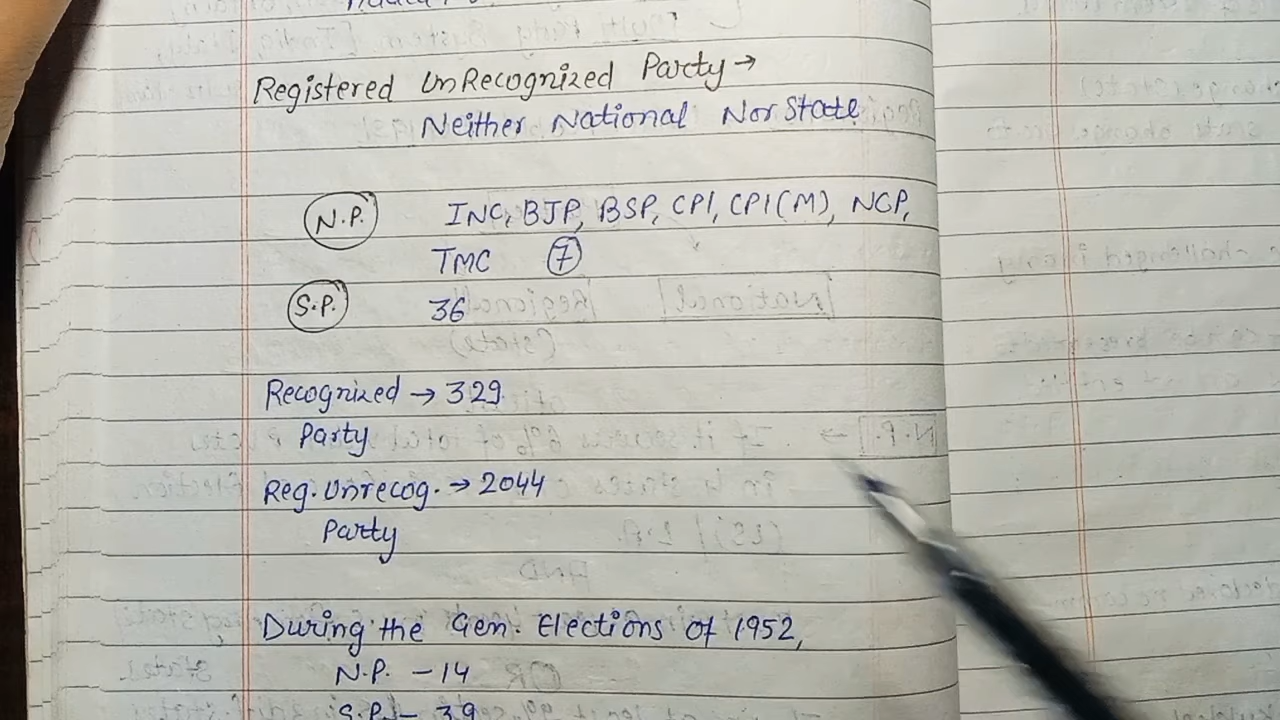 Registered UnRecognized Party →
Neither National Nor State
N.P. INC, BJP, BSP, CPI, CPI(M), NCP,
TMC 7
S.P. 36
Recognized → 329
Party
Reg. Unrecog. → 2044
Party
During the Gen. Elections of 1952,
N.P. - 14
S.P. - 39